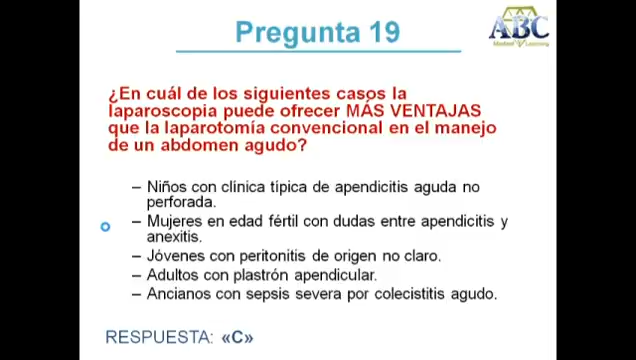 Pregunta 19
ABC
Medical Learning
¿En cuál de los siguientes casos la
laparoscopia puede ofrecer MÁS VENTAJAS
que la laparotomía convencional en el manejo
de un abdomen agudo?
– Niños con clínica típica de apendicitis aguda no
perforada.
– Mujeres en edad fértil con dudas entre apendicitis y
anexitis.
– Jóvenes con peritonitis de origen no claro.
– Adultos con plastrón apendicular.
– Ancianos con sepsis severa por colecistitis agudo.
RESPUESTA: «C»